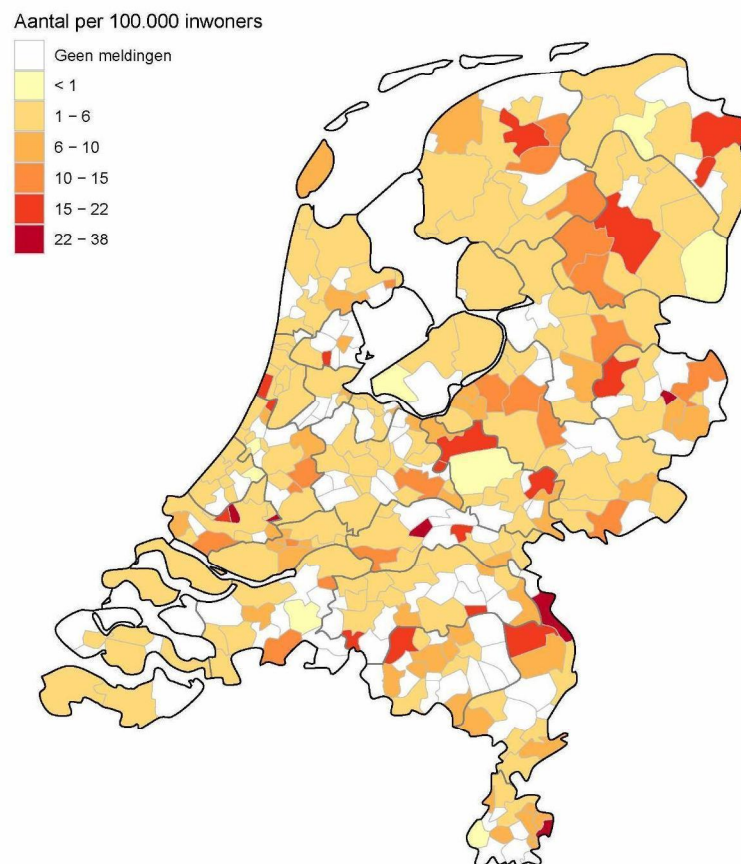 Aantal per 100.000 inwoners
Geen meldingen
< 1
1 – 6
6 – 10
10 – 15
15 – 22
22 – 38